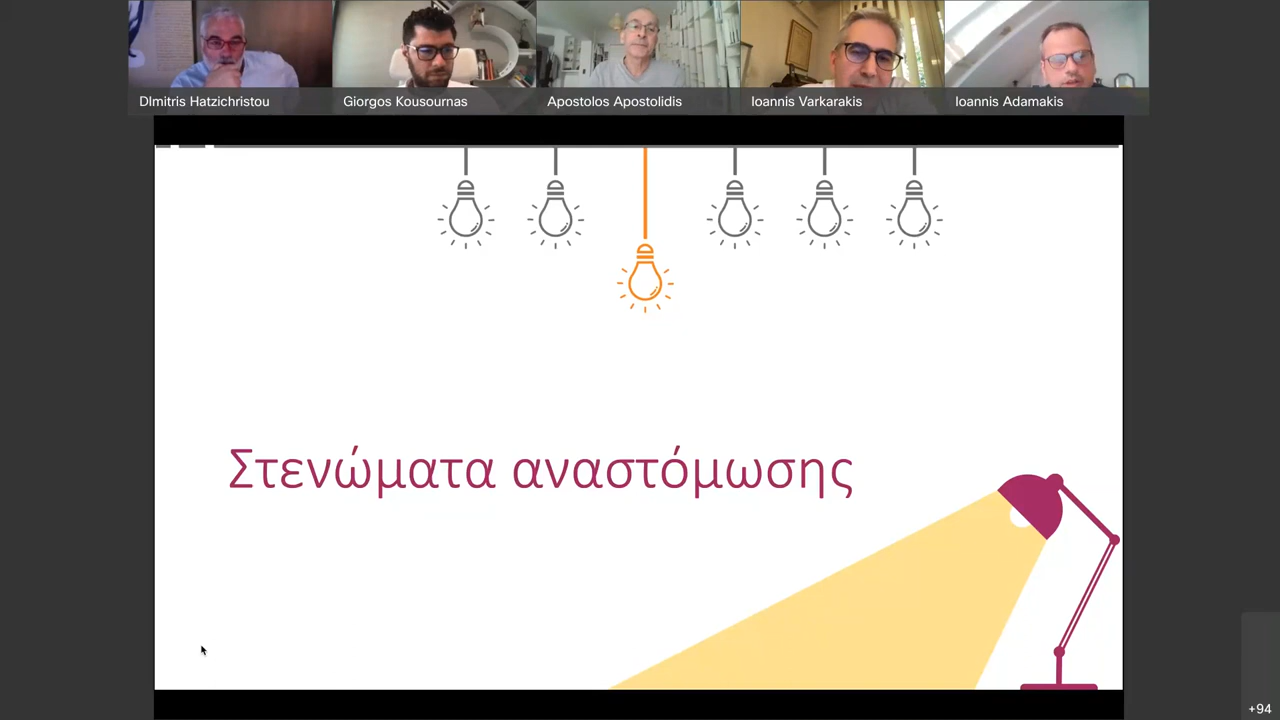 DImitris Hatzichristou
Giorgos Kousournas
Apostolos Apostolidis
Ioannis Varkarakis
Ioannis Adamakis
Στενώματα αναστόμωσης
+94